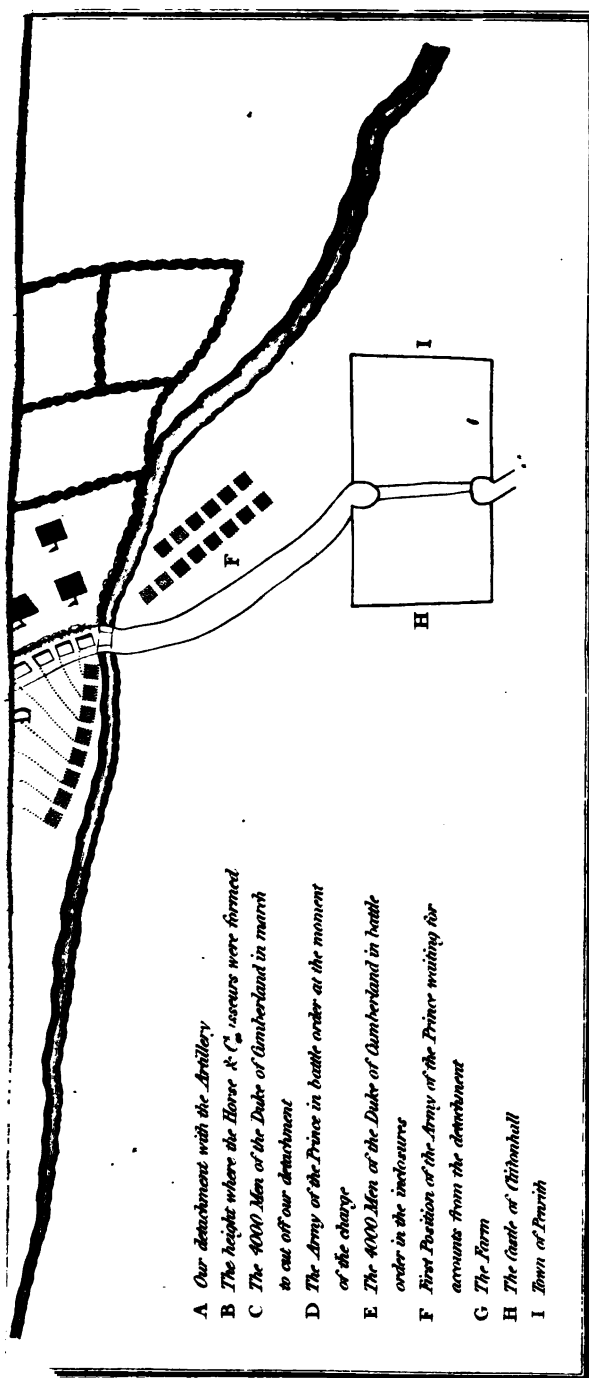 D
F
H
I
A Our detachment with the Artillery
B The height where the Horse & were formed
C The 4000 Men of the Duke of Cumberland in march
to cut off our detachment
D The Army of the Prince in battle order at the moment
of the charge
E The 4000 Men of the Duke of Cumberland in battle
order in the inclosures
F First Position of the Army of the Prince waiting for
accounts from the detachment
G The Farm
H The Castle of Cliftonhall
I Town of Penrith